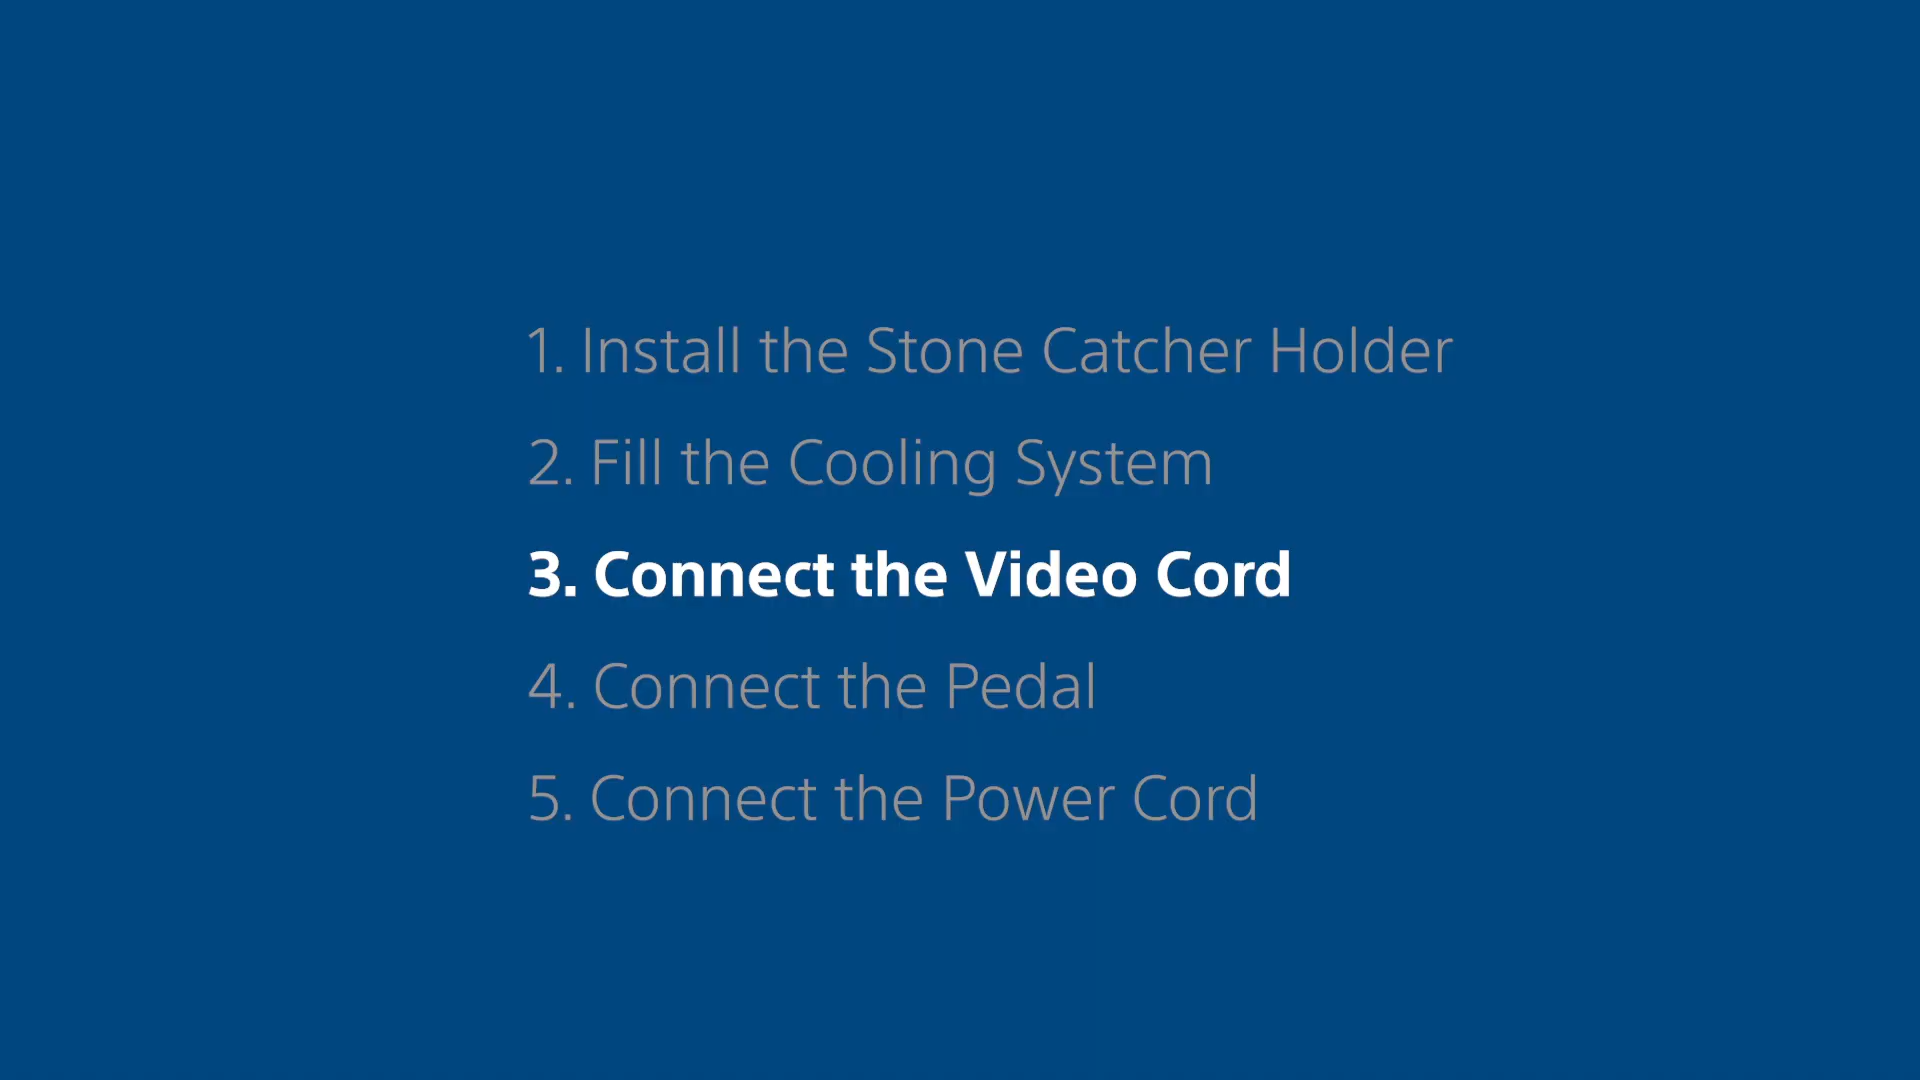 1. Install the Stone Catcher Holder
2. Fill the Cooling System
3. Connect the Video Cord
4. Connect the Pedal
5. Connect the Power Cord